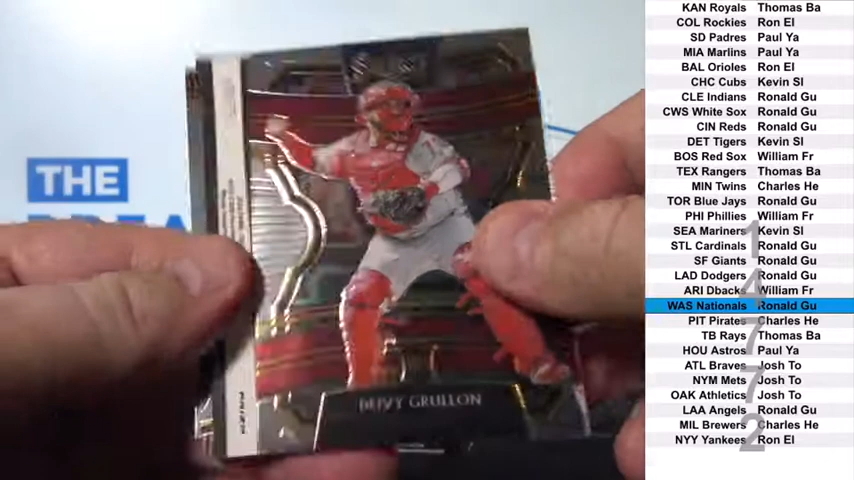 THE
DEIVY GRULLON
KAN Royals Thomas Ba
COL Rockies Ron El
SD Padres Paul Ya
MIA Marlins Paul Ya
BAL Orioles Ron El
CHC Cubs Kevin Sl
CLE Indians Ronald Gu
CWS White Sox Ronald Gu
CIN Reds Ronald Gu
DET Tigers Kevin Sl
BOS Red Sox William Fr
TEX Rangers Thomas Ba
MIN Twins Charles He
TOR Blue Jays Ronald Gu
PHI Phillies William Fr
SEA Mariners Kevin Sl
STL Cardinals Ronald Gu
SF Giants Ronald Gu
LAD Dodgers Ronald Gu
ARI Dbacks William Fr
WAS Nationals Ronald Gu
PIT Pirates Charles He
TB Rays Thomas Ba
HOU Astros Paul Ya
ATL Braves Josh To
NYM Mets Josh To
OAK Athletics Josh To
LAA Angels Ronald Gu
MIL Brewers Charles He
NYY Yankees Ron El
1
4
7
7
2